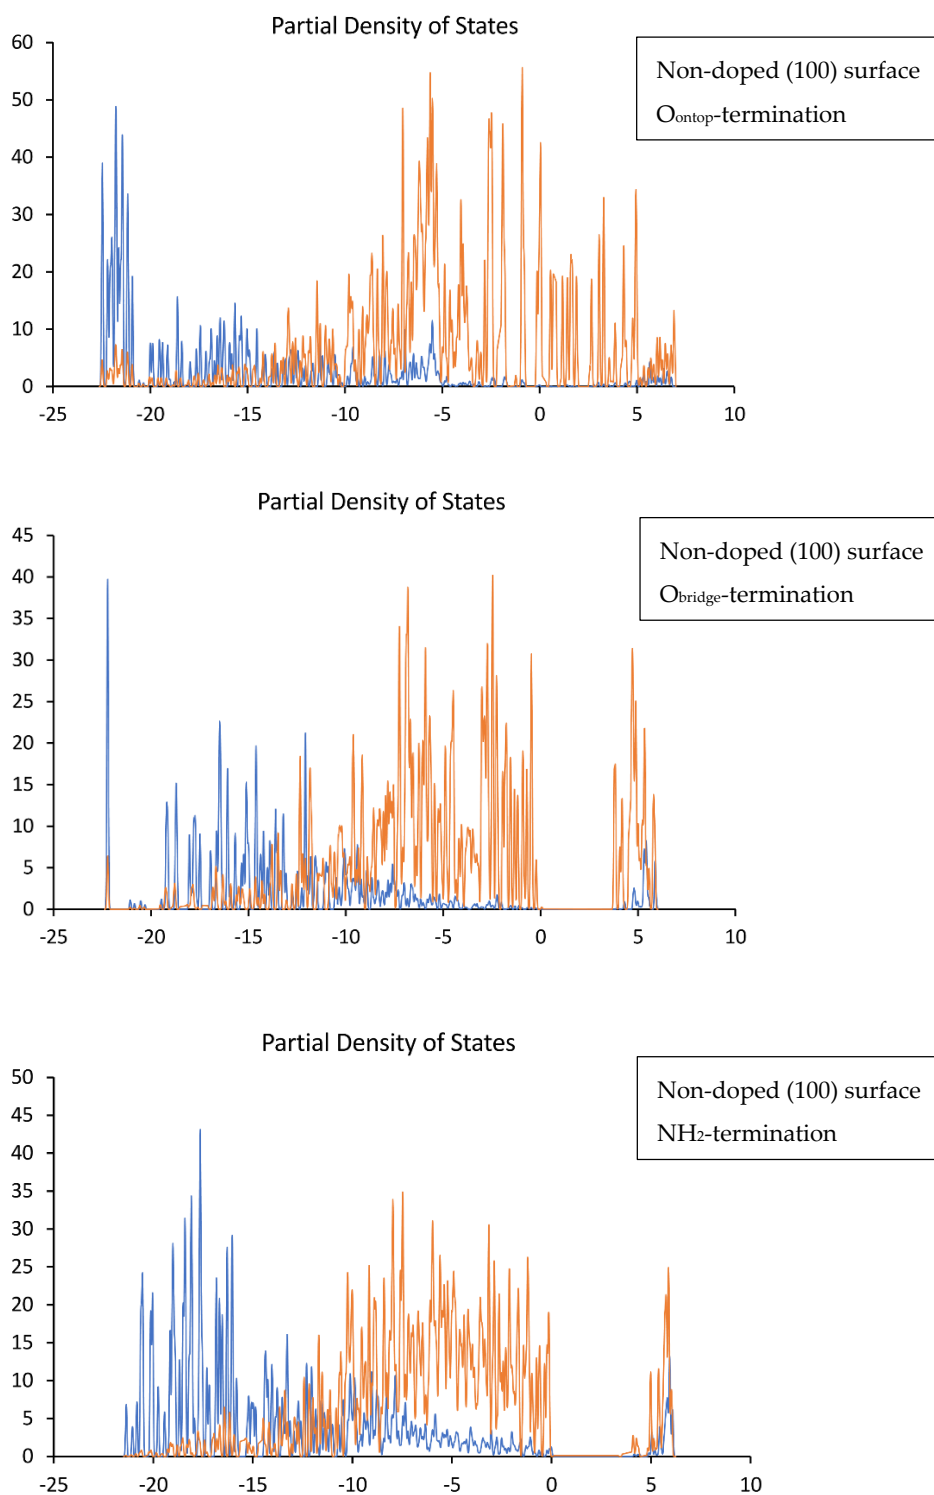 Partial Density of States
Non-doped (100) surface
Oontop-termination
60
50
40
30
20
10
0
-25 -20 -15 -10 -5 0 5 10
Partial Density of States
Non-doped (100) surface
Obridge-termination
45
40
35
30
25
20
15
10
5
0
-25 -20 -15 -10 -5 0 5 10
Partial Density of States
Non-doped (100) surface
NH2-termination
50
45
40
35
30
25
20
15
10
5
0
-25 -20 -15 -10 -5 0 5 10